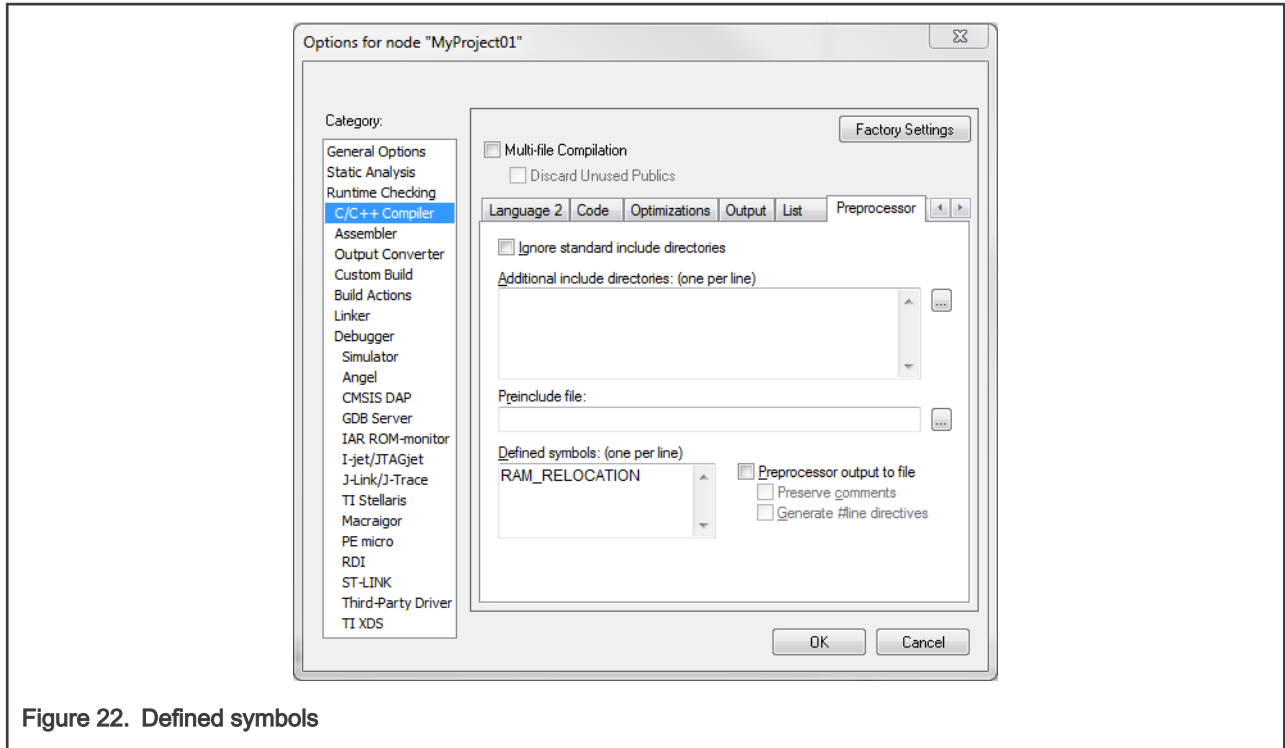 Options for node "MyProject01"
Category:
General Options
Static Analysis
Runtime Checking
C/C++ Compiler
Assembler
Output Converter
Custom Build
Build Actions
Linker
Debugger
Simulator
Angel
CMSIS DAP
GDB Server
IAR ROM-monitor
I-jet/JTAGjet
J-Link/J-Trace
TI Stellaris
Macraigor
PE micro
RDI
ST-LINK
Third-Party Driver
TI XDS
Factory Settings
Multi-file Compilation
Discard Unused Publics
Language 2 Code Optimizations Output List Preprocessor
Ignore standard include directories
Additional include directories: (one per line)
...
Preinclude file:
...
Defined symbols: (one per line)
RAM_RELOCATION
Preprocessor output to file
Preserve comments
Generate #line directives
OK Cancel
Figure 22. Defined symbols